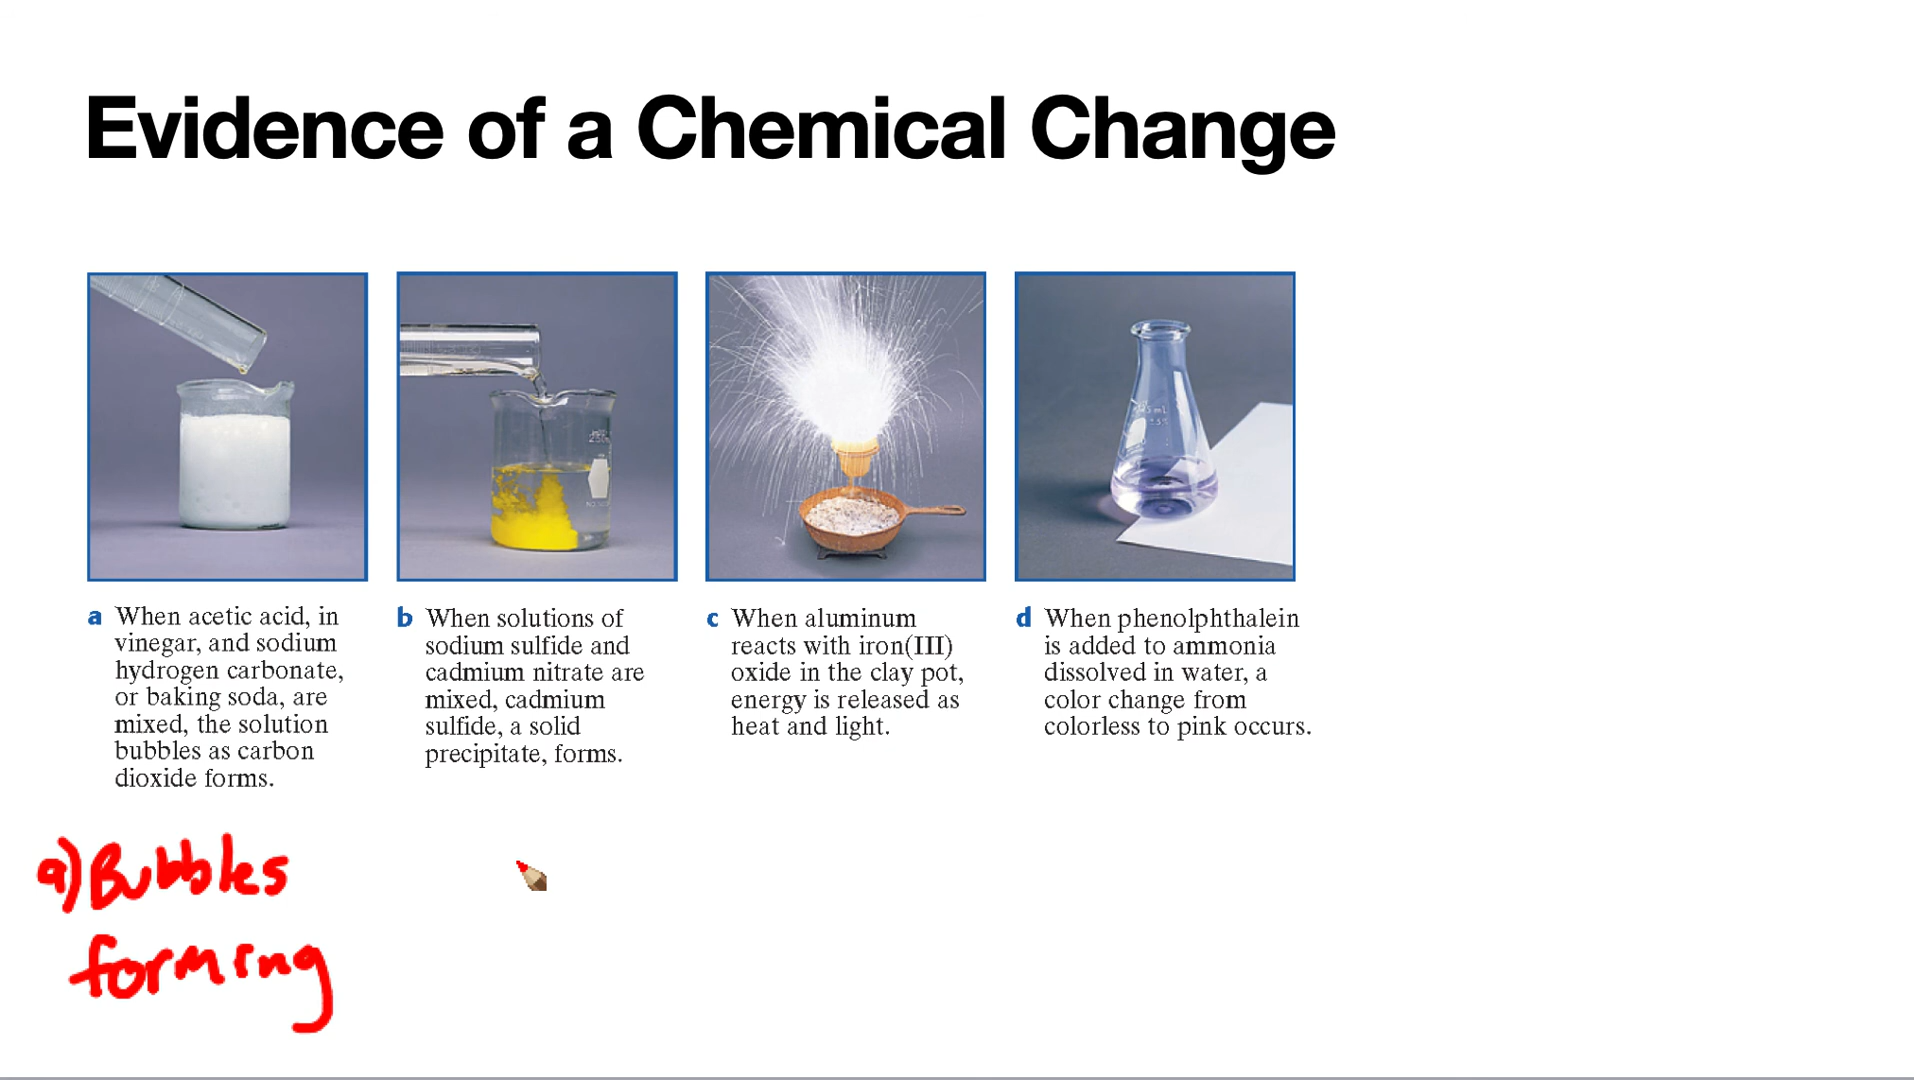 Evidence of a Chemical Change
a When acetic acid, in
vinegar, and sodium
hydrogen carbonate,
or baking soda, are
mixed, the solution
bubbles as carbon
dioxide forms.
b When solutions of
sodium sulfide and
cadmium nitrate are
mixed, cadmium
sulfide, a solid
precipitate, forms.
c When aluminum
reacts with iron(III)
oxide in the clay pot,
energy is released as
heat and light.
d When phenolphthalein
is added to ammonia
dissolved in water, a
color change from
colorless to pink occurs.
a) Bubbles
forming